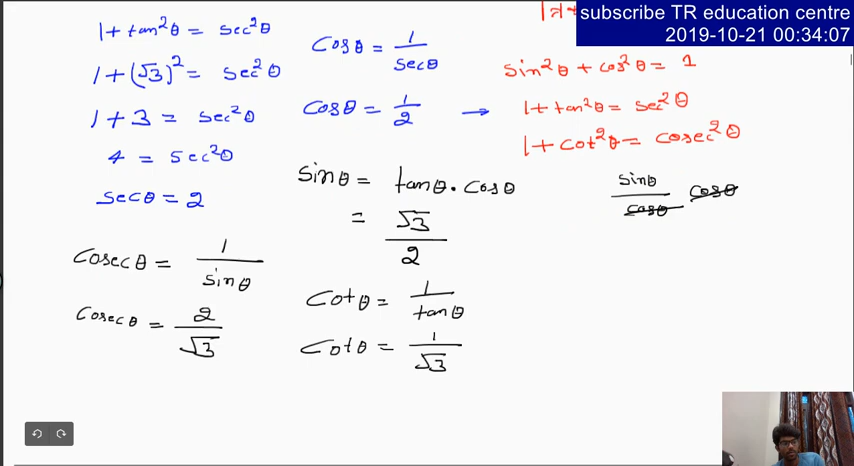 subscribe TR education centre
2019-10-21 00:34:07
1 + tan²θ = sec²θ
1 + (√3)² = sec²θ
1 + 3 = sec²θ
4 = sec²θ
secθ = 2
Cosθ = 1/secθ
Cosθ = 1/2 →
sin²θ + cos²θ = 1
1 + tan²θ = sec²θ
1 + cot²θ = cosec²θ
sinθ = tanθ · cosθ
= √3/2
sinθ/cosθ cosθ
Cosecθ = 1/sinθ
Cosecθ = 2/√3
Cotθ = 1/tanθ
Cotθ = 1/√3